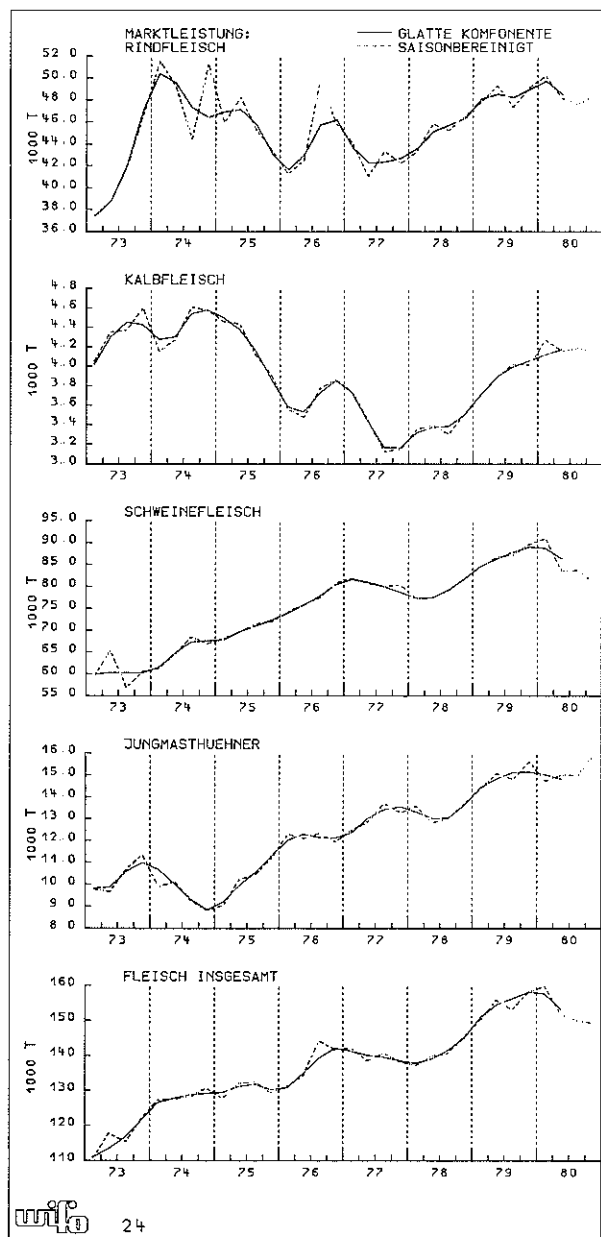 MARKTLEISTUNG: GLATTE KOMPONENTE
RINDFLEISCH SAISONBEREINIGT
52 0
50.0
48.0
46 0
44 0
42.0
40.0
38.0
36.0
1000 T
73 74 75 76 77 78 79 80
KALBFLEISCH
4.8
4.6
4.4
4.2
4.0
3.8
3.6
3.4
3.2
3.0
1000 T
73 74 75 76 77 78 79 80
SCHWEINEFLEISCH
95.0
90.0
85.0
80 0
75 0
70 0
65 0
60 0
55 0
1000 T
73 74 75 76 77 78 79 80
JUNGMASTHUEHNER
16.0
15.0
14.0
13.0
12.0
11.0
10 0
9 0
8 0
1000 T
73 74 75 76 77 78 79 80
FLEISCH INSGESAMT
160
150
140
130
120
110
1000 T
73 74 75 76 77 78 79 80
wifo 24